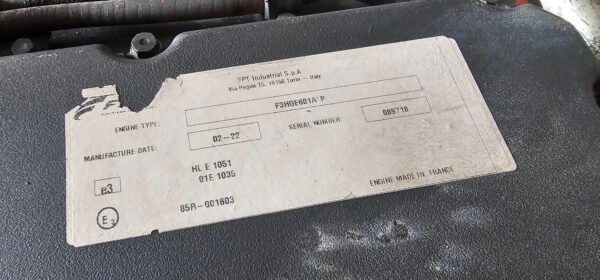 FPT Industrial S.p.A
Via Puglia 15, 10156 Torino - Italy
ENGINE TYPE: F3HGE601A*P
MANUFACTURE DATE: 02-22 SERIAL NUMBER: 089718
HL E 1051
e3 01E 1035
E3 85R-001603 ENGINE MADE IN FRANCE